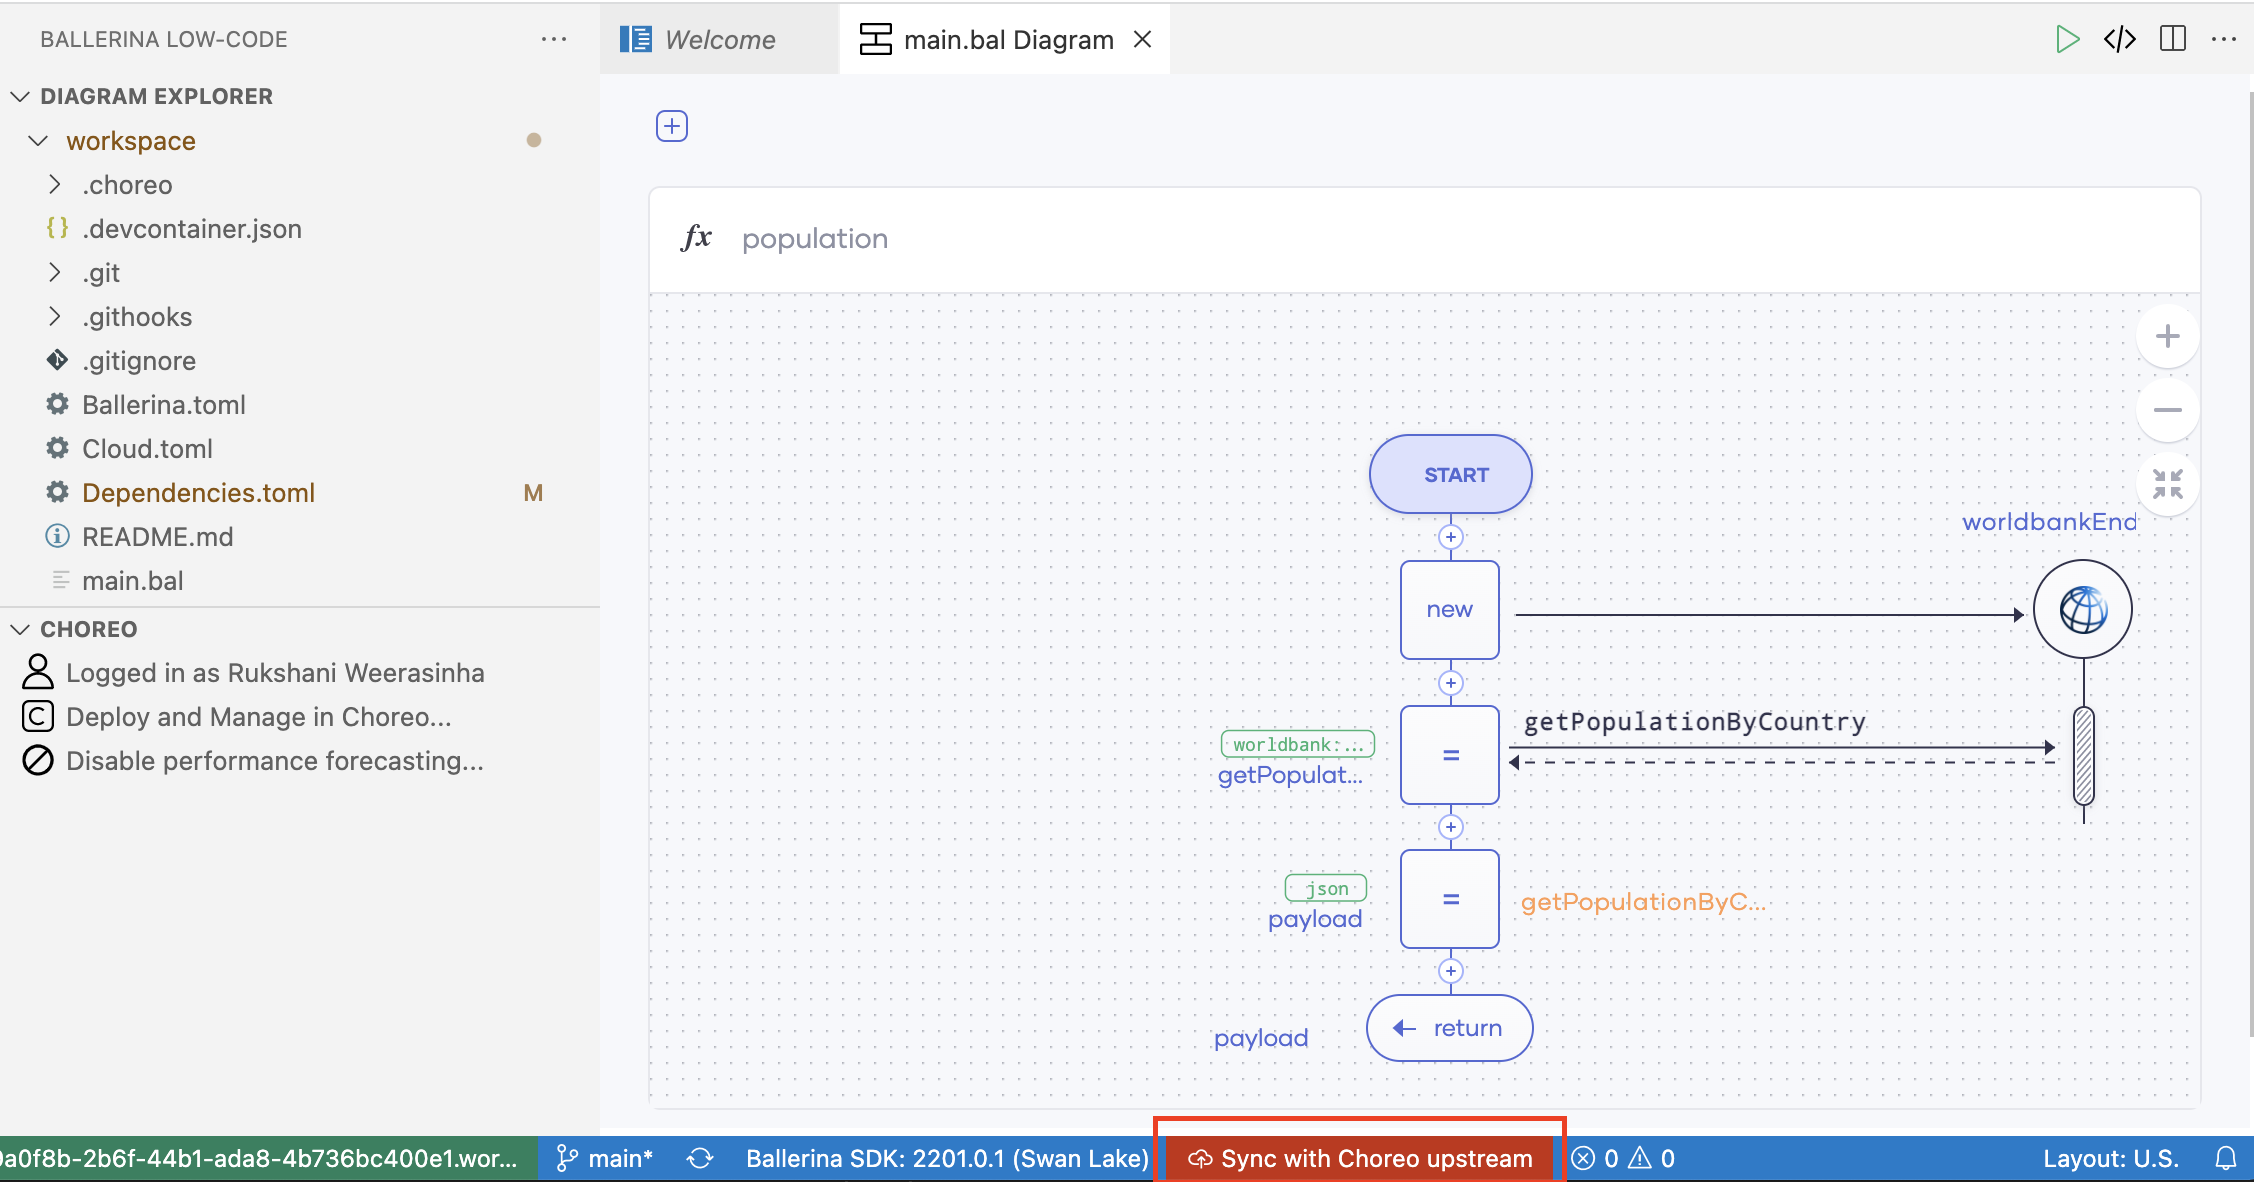 BALLERINA LOW-CODE
Welcome
main.bal Diagram
DIAGRAM EXPLORER
workspace
.choreo
{} .devcontainer.json
.git
.githooks
.gitignore
Ballerina.toml
Cloud.toml
Dependencies.toml M
README.md
main.bal
CHOREO
Logged in as Rukshani Weerasinha
Deploy and Manage in Choreo...
Disable performance forecasting...
fx population
START
worldbankEnd
new
getPopulationByCountry
worldbank:...
getPopulat...
=
json
payload
=
getPopulationByC...
payload
return
0a0f8b-2b6f-44b1-ada8-4b736bc400e1.wor... main* Ballerina SDK: 2201.0.1 (Swan Lake) Sync with Choreo upstream 0 0 Layout: U.S.